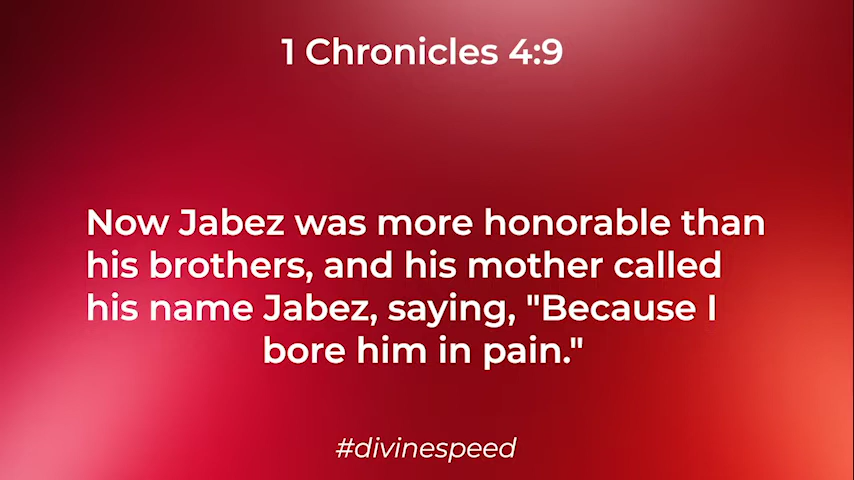 1 Chronicles 4:9
Now Jabez was more honorable than
his brothers, and his mother called
his name Jabez, saying, "Because I
bore him in pain."
#divinespeed